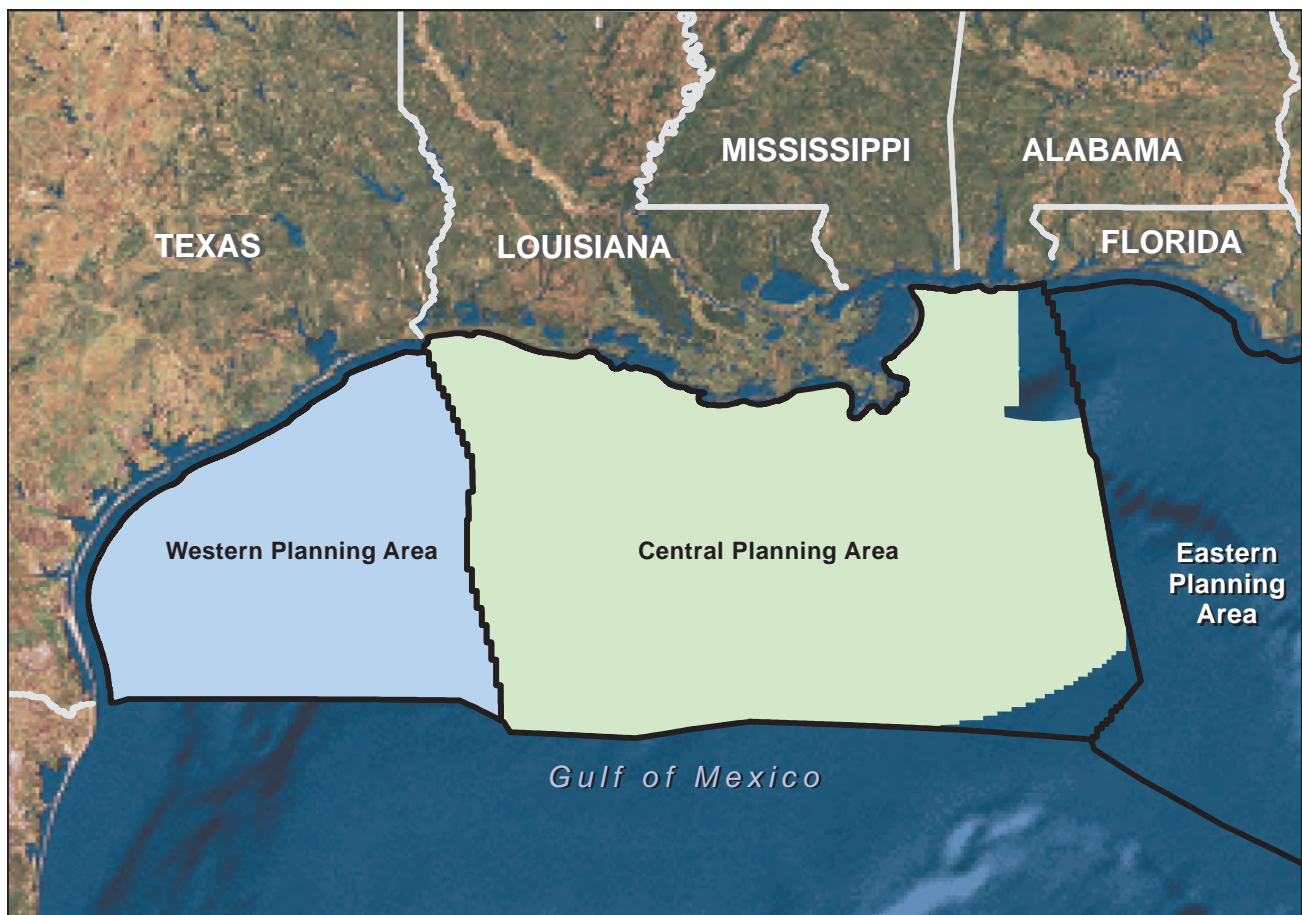 MISSISSIPPI
ALABAMA
TEXAS
LOUISIANA
FLORIDA
Western Planning Area
Central Planning Area
Eastern
Planning
Area
Gulf of Mexico